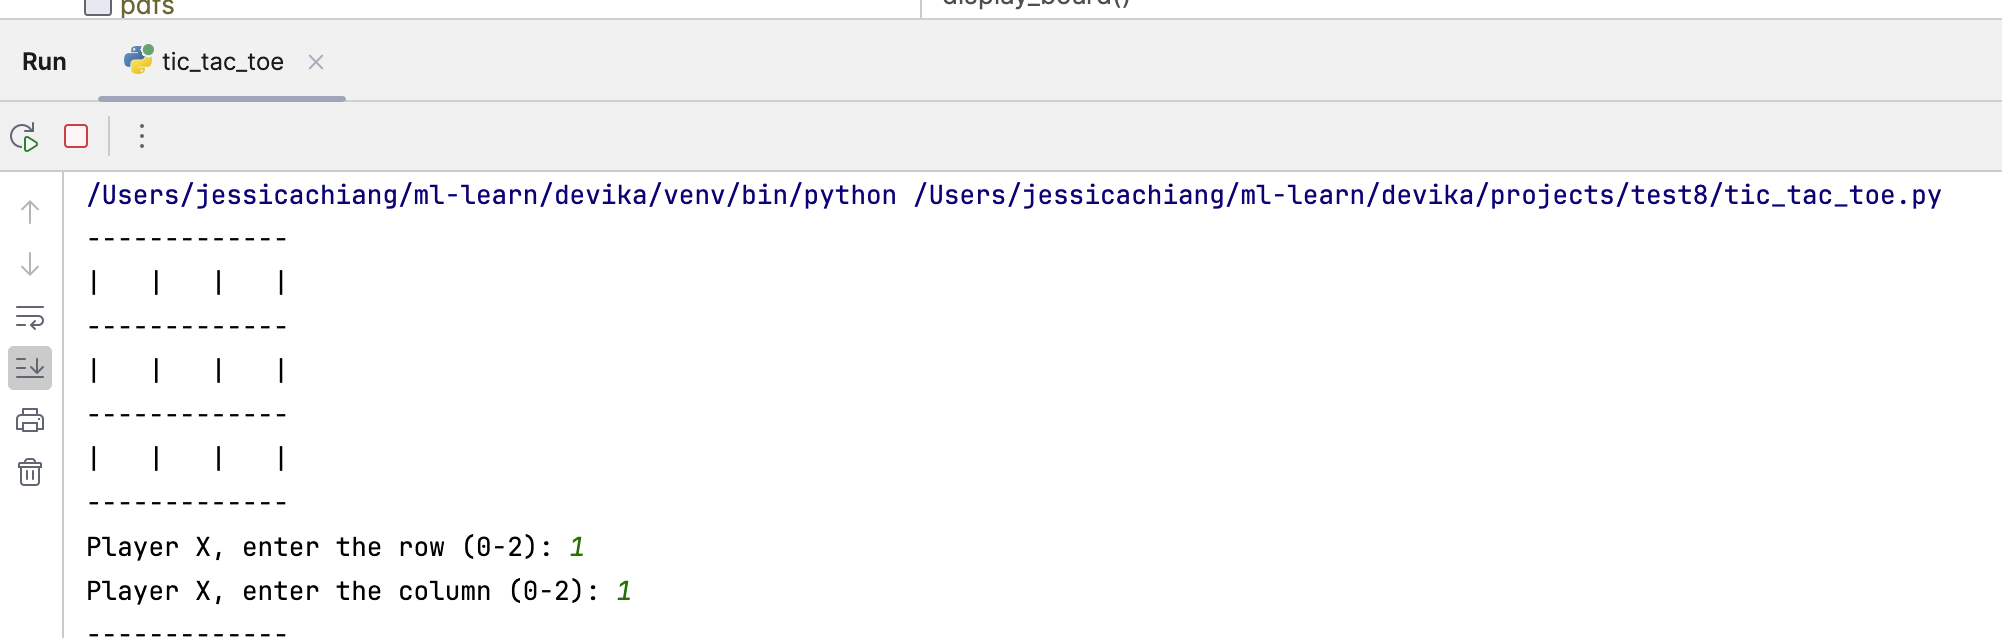 pdfs
display_board()
Run tic_tac_toe
/Users/jessicachiang/ml-learn/devika/venv/bin/python /Users/jessicachiang/ml-learn/devika/projects/test8/tic_tac_toe.py
-------------
|   |   |   |
-------------
|   |   |   |
-------------
|   |   |   |
-------------
Player X, enter the row (0-2): 1
Player X, enter the column (0-2): 1
-------------